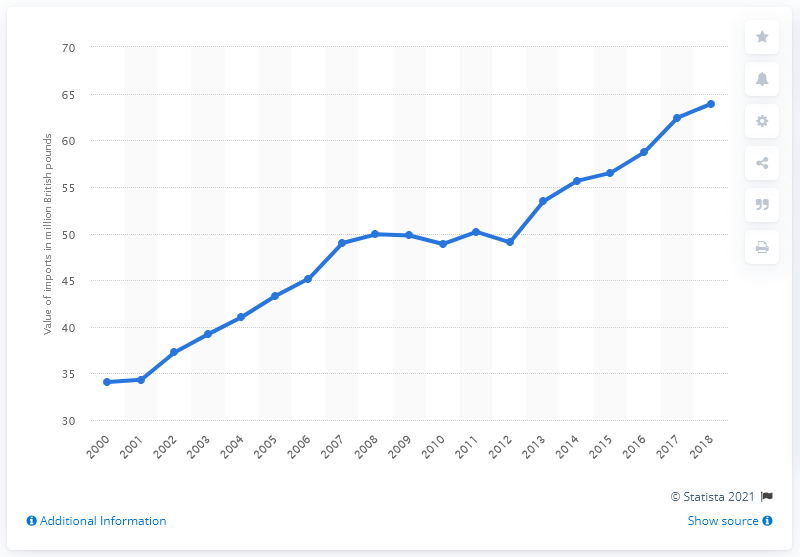 70
65
60
55
50
45
40
35
30
Value of imports in million British pounds
2000 2001 2002 2003 2004 2005 2006 2007 2008 2009 2010 2011 2012 2013 2014 2015 2016 2017 2018
© Statista 2021
Additional Information
Show source